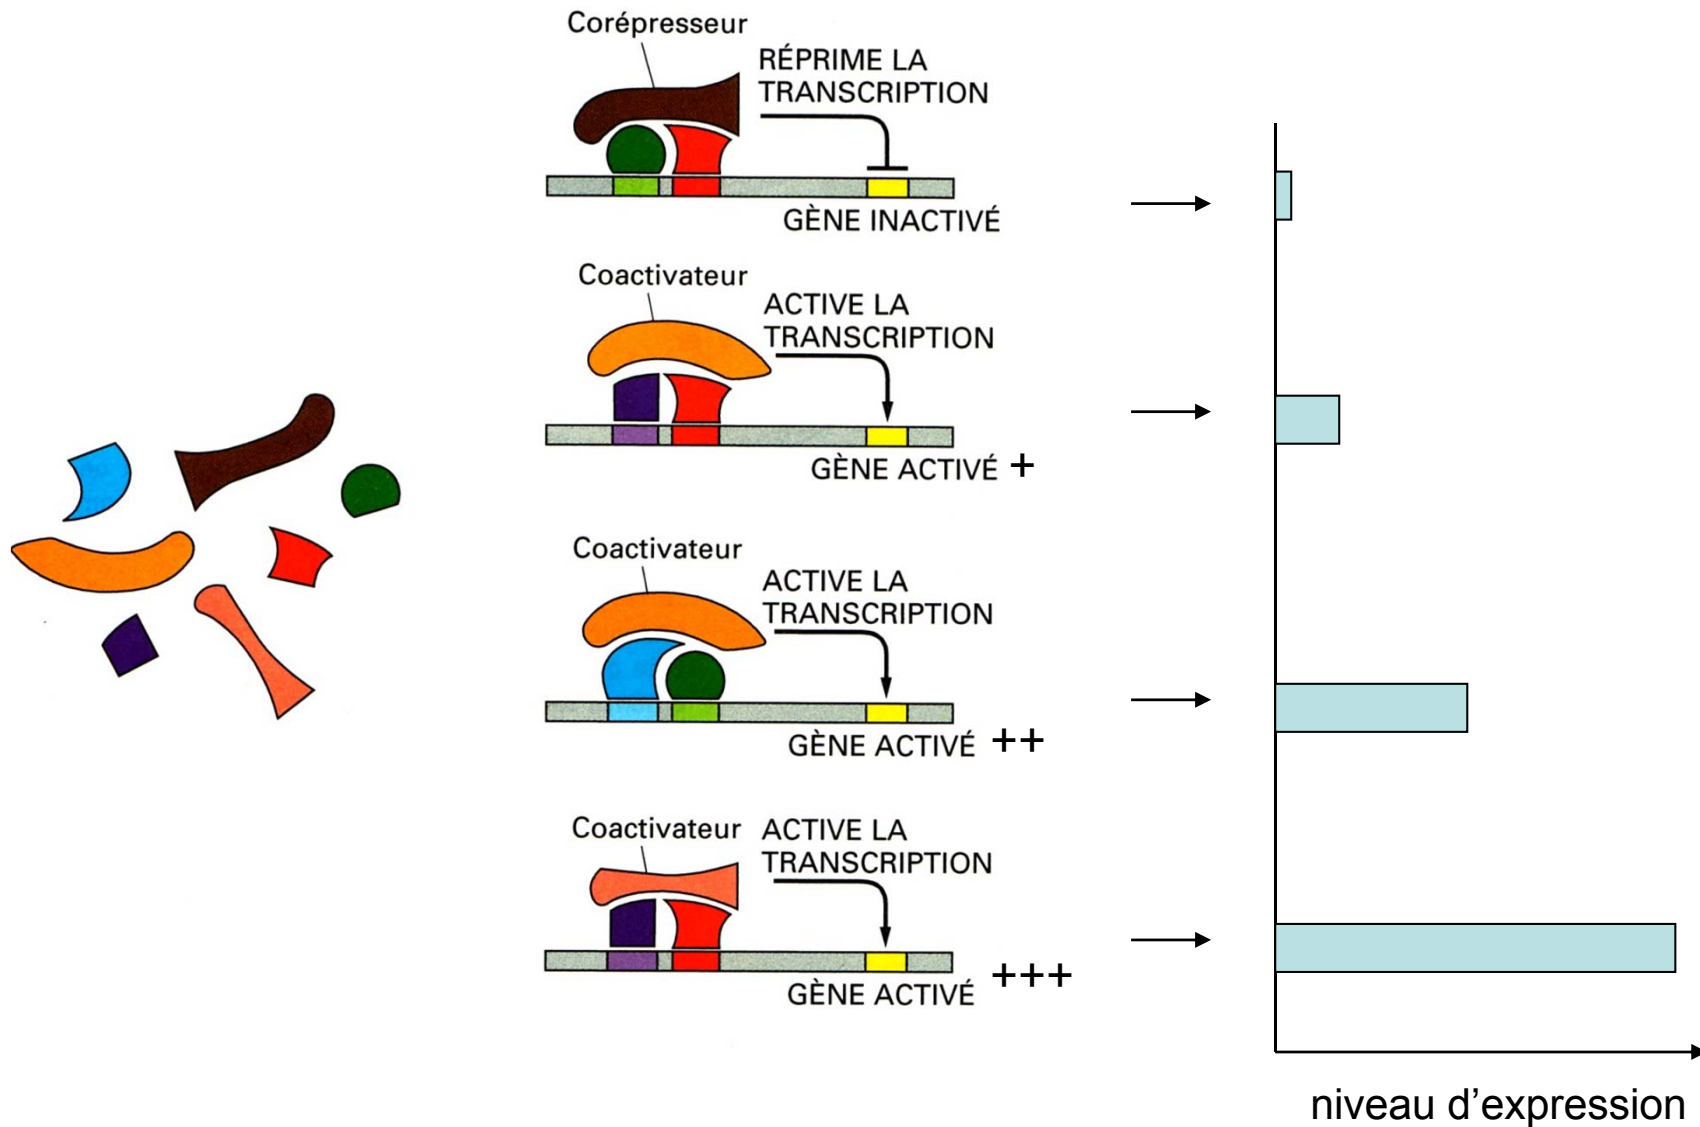 Corépresseur
RÉPRIME LA
TRANSCRIPTION
GÈNE INACTIVÉ
Coactivateur
ACTIVE LA
TRANSCRIPTION
GÈNE ACTIVÉ +
Coactivateur
ACTIVE LA
TRANSCRIPTION
GÈNE ACTIVÉ ++
Coactivateur
ACTIVE LA
TRANSCRIPTION
GÈNE ACTIVÉ +++
niveau d’expression